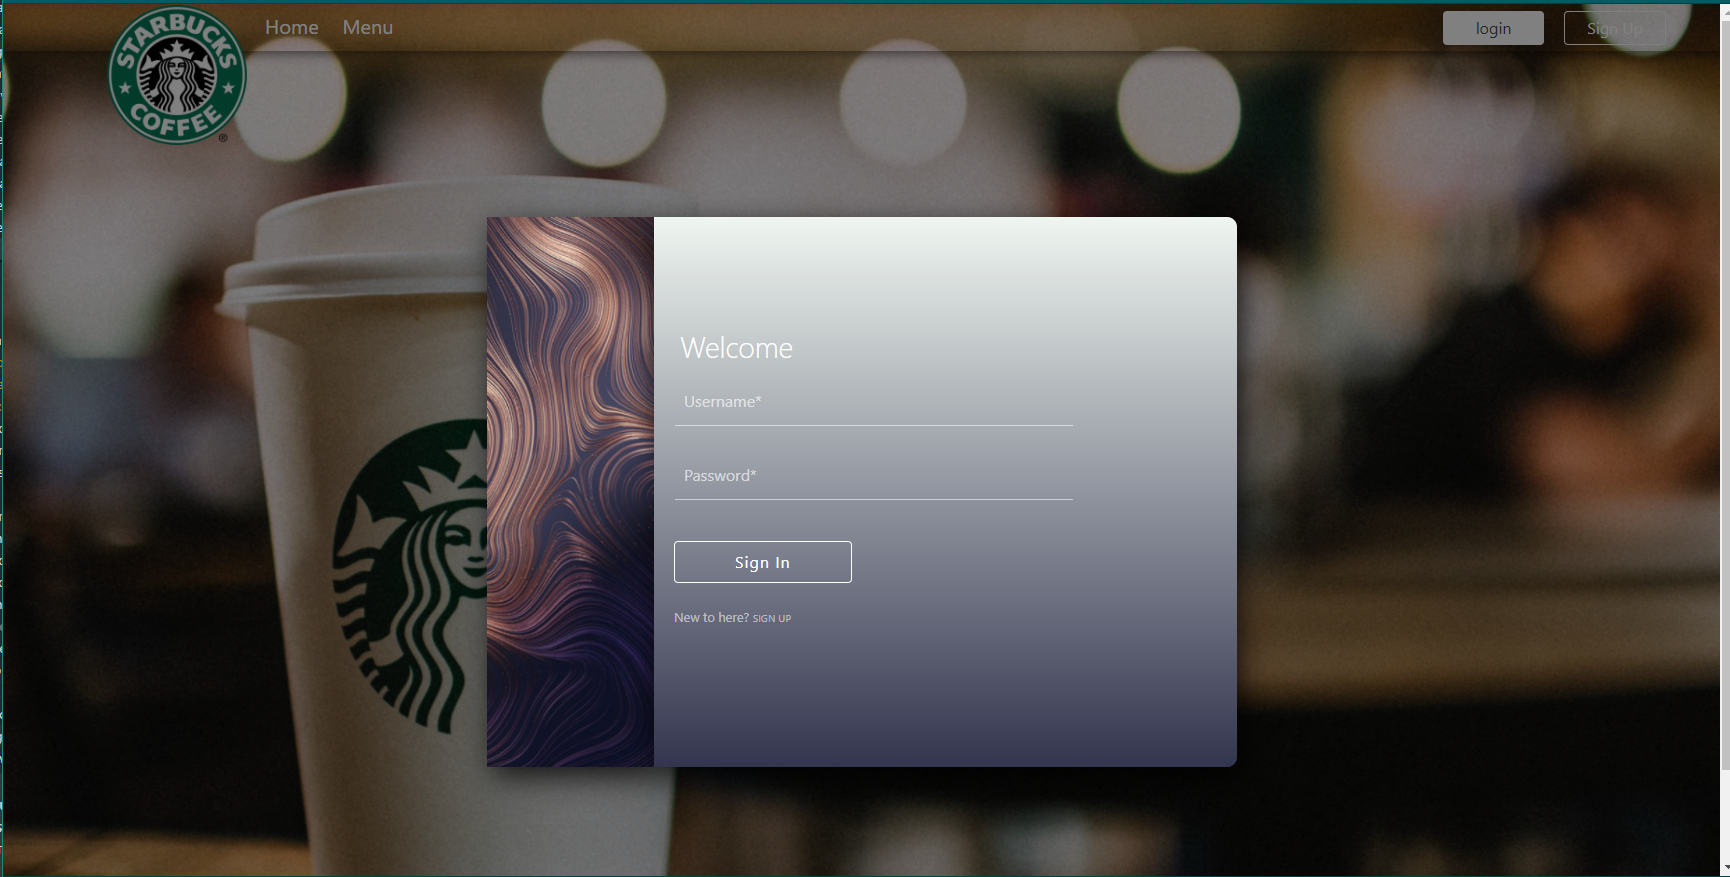 STARBUCKS
COFFEE
®
Home
Menu
login
Sign Up
Welcome
Username*
Password*
Sign In
New to here? SIGN UP